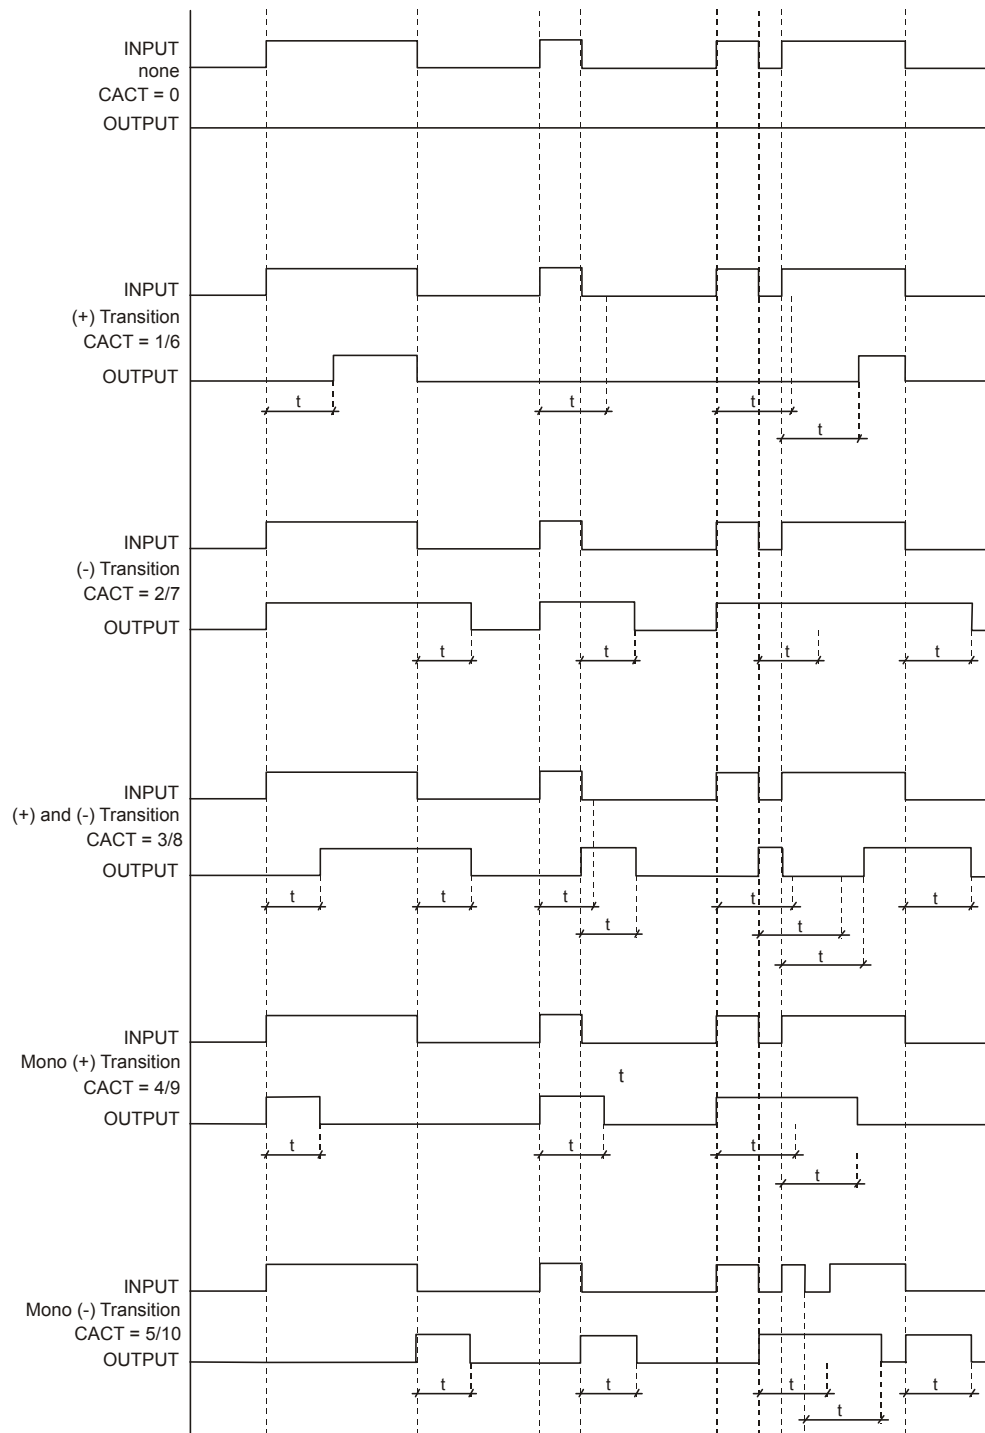 INPUT
none
CACT = 0
OUTPUT
INPUT
(+) Transition
CACT = 1/6
OUTPUT
t
t
t
t
INPUT
(-) Transition
CACT = 2/7
OUTPUT
t
t
t
t
INPUT
(+) and (-) Transition
CACT = 3/8
OUTPUT
t
t
t
t
t
t
t
t
INPUT
Mono (+) Transition
t
CACT = 4/9
OUTPUT
t
t
t
t
INPUT
Mono (-) Transition
CACT = 5/10
OUTPUT
t
t
t
t
t